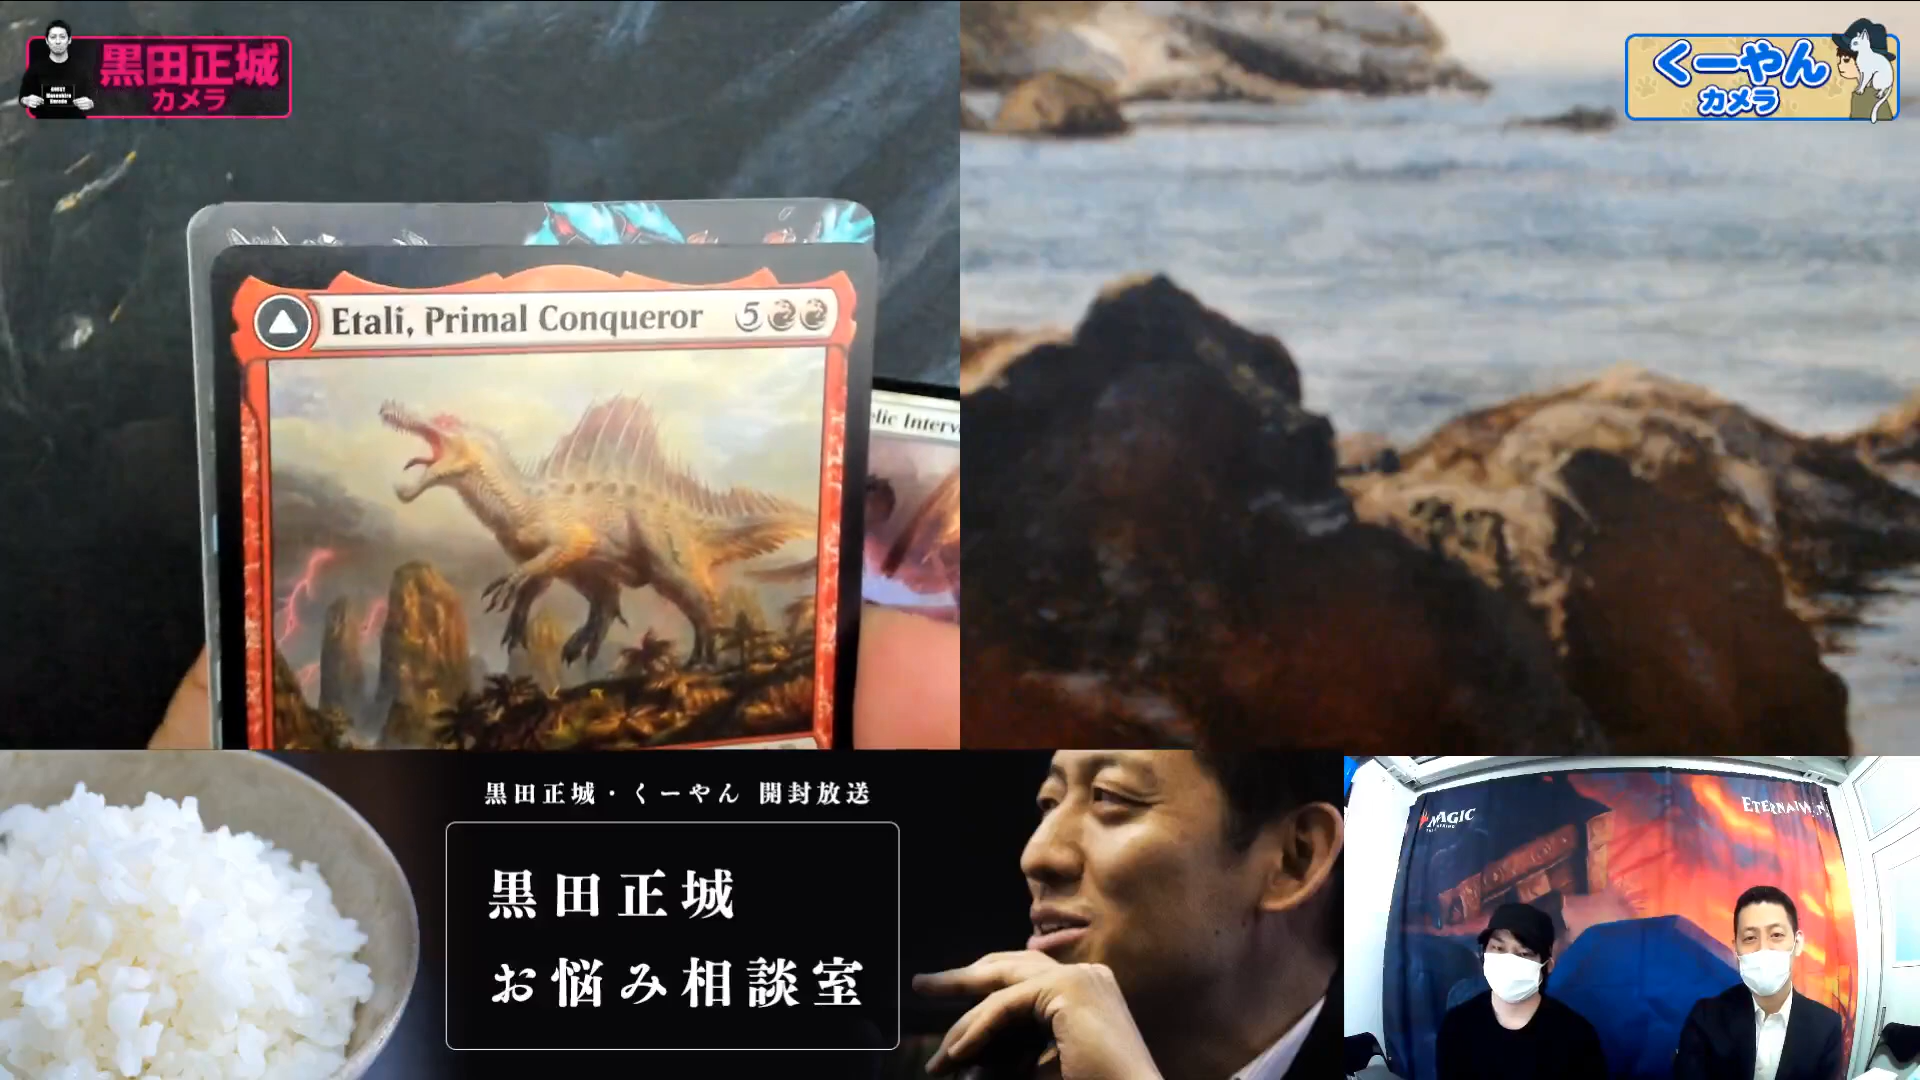 黒田正城
カメラ
くーやん
カメラ
Etali, Primal Conqueror 5
黒田正城・くーやん 開封放送
黒田正城
お悩み相談室
MAGIC